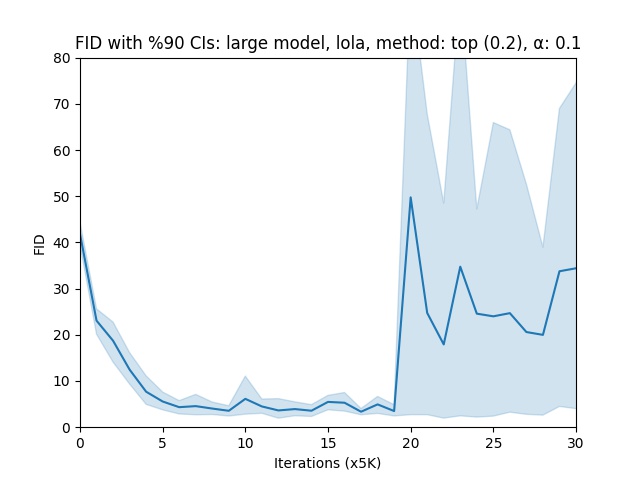 FID with %90 CIs: large model, lola, method: top (0.2), α: 0.1
80
70
60
50
40
30
20
10
0
FID
0 5 10 15 20 25 30
Iterations (x5K)